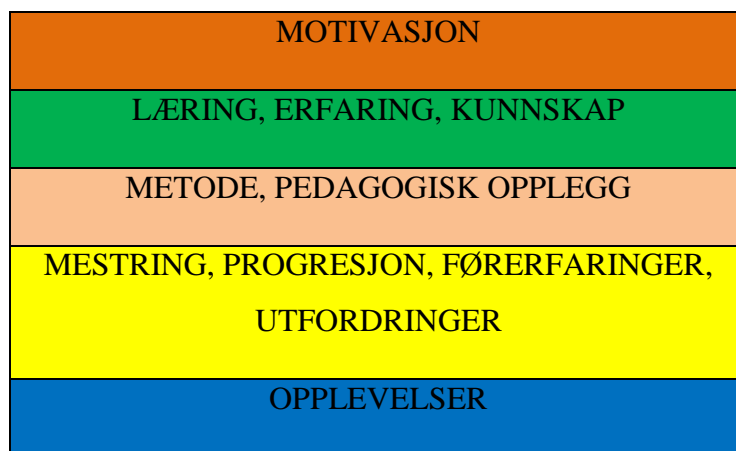 MOTIVASJON
LÆRING, ERFARING, KUNNSKAP
METODE, PEDAGOGISK OPPLEGG
MESTRING, PROGRESJON, FØRERFARINGER,
UTFORDRINGER
OPPLEVELSER